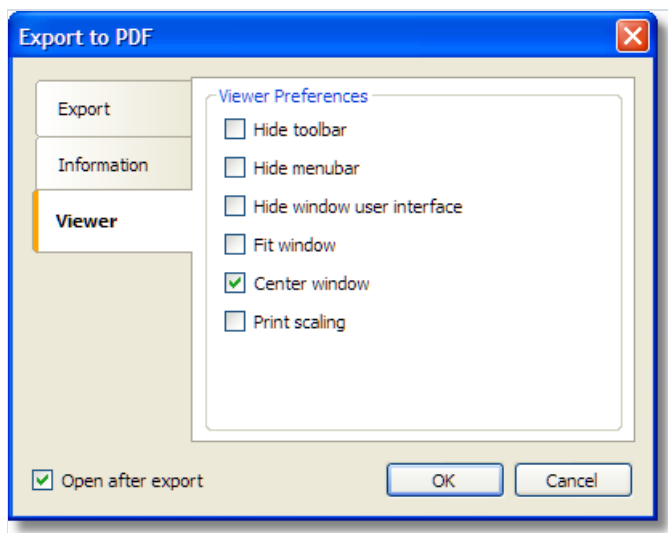 Export to PDF
Export
Information
Viewer
Viewer Preferences
Hide toolbar
Hide menubar
Hide window user interface
Fit window
Center window
Print scaling
Open after export
OK
Cancel